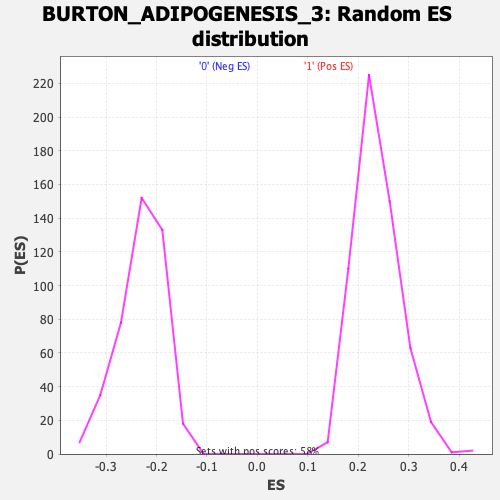 BURTON_ADIPOGENESIS_3: Random ES
distribution
'0' (Neg ES) '1' (Pos ES)
220
200
180
160
140
120
100
80
60
40
20
0
P(ES)
Sets with pos scores: 58%
-0.3 -0.2 -0.1 0.0 0.1 0.2 0.3 0.4
ES